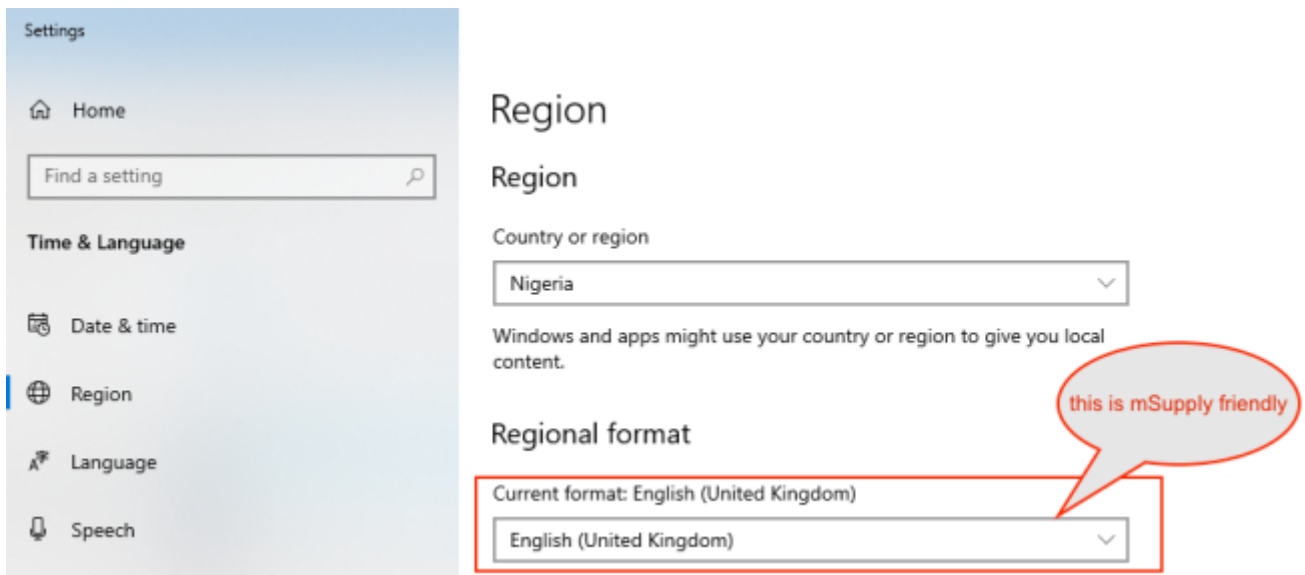 Settings
Home
Find a setting
Time & Language
Date & time
Region
Language
Speech
Region
Region
Country or region
Nigeria
Windows and apps might use your country or region to give you local
content.
this is mSupply friendly
Regional format
Current format: English (United Kingdom)
English (United Kingdom)